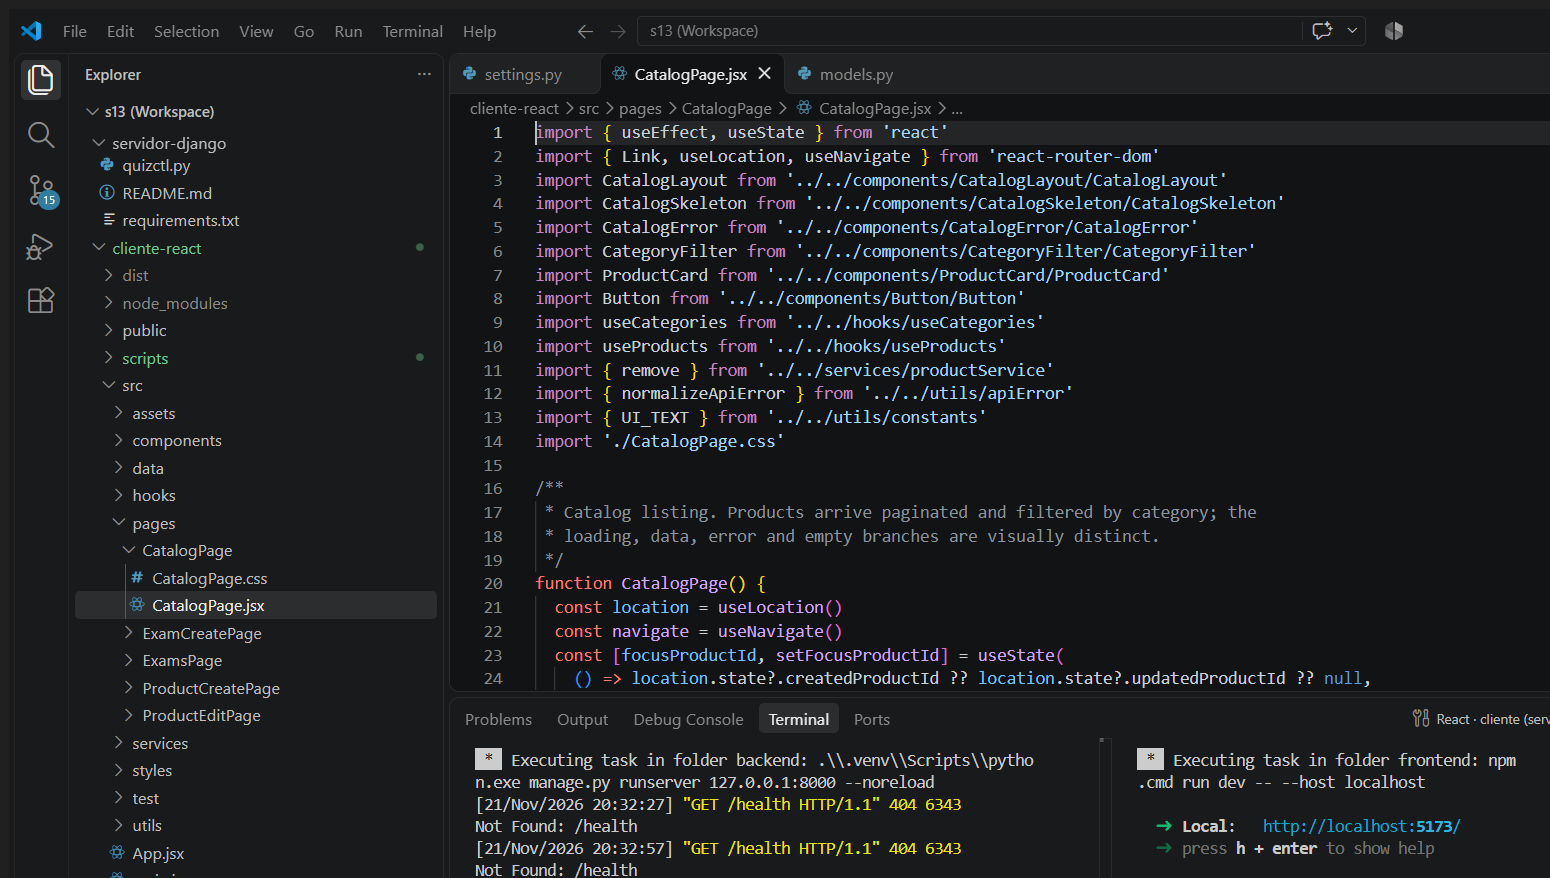 File Edit Selection View Go Run Terminal Help
s13 (Workspace)
Explorer
15
s13 (Workspace)
servidor-django
quizctl.py
README.md
requirements.txt
cliente-react
dist
node_modules
public
scripts
src
assets
components
data
hooks
pages
CatalogPage
# CatalogPage.css
CatalogPage.jsx
ExamCreatePage
ExamsPage
ProductCreatePage
ProductEditPage
services
styles
test
utils
App.jsx
settings.py CatalogPage.jsx models.py
cliente-react > src > pages > CatalogPage > CatalogPage.jsx > ...
1 import { useEffect, useState } from 'react'
2 import { Link, useLocation, useNavigate } from 'react-router-dom'
3 import CatalogLayout from '../../components/CatalogLayout/CatalogLayout'
4 import CatalogSkeleton from '../../components/CatalogSkeleton/CatalogSkeleton'
5 import CatalogError from '../../components/CatalogError/CatalogError'
6 import CategoryFilter from '../../components/CategoryFilter/CategoryFilter'
7 import ProductCard from '../../components/ProductCard/ProductCard'
8 import Button from '../../components/Button/Button'
9 import useCategories from '../../hooks/useCategories'
10 import useProducts from '../../hooks/useProducts'
11 import { remove } from '../../services/productService'
12 import { normalizeApiError } from '../../utils/apiError'
13 import { UI_TEXT } from '../../utils/constants'
14 import './CatalogPage.css'
15
16 /**
17 * Catalog listing. Products arrive paginated and filtered by category; the
18 * loading, data, error and empty branches are visually distinct.
19 */
20 function CatalogPage() {
21 const location = useLocation()
22 const navigate = useNavigate()
23 const [focusProductId, setFocusProductId] = useState(
24 () => location.state?.createdProductId ?? location.state?.updatedProductId ?? null,
Problems Output Debug Console Terminal Ports
React · cliente (serv
* Executing task in folder backend: .\\.venv\\Scripts\\pytho
n.exe manage.py runserver 127.0.0.1:8000 --noreload
[21/Nov/2026 20:32:27] "GET /health HTTP/1.1" 404 6343
Not Found: /health
[21/Nov/2026 20:32:57] "GET /health HTTP/1.1" 404 6343
Not Found: /health
* Executing task in folder frontend: npm
.cmd run dev -- --host localhost
➜ Local: http://localhost:5173/
➜ press h + enter to show help